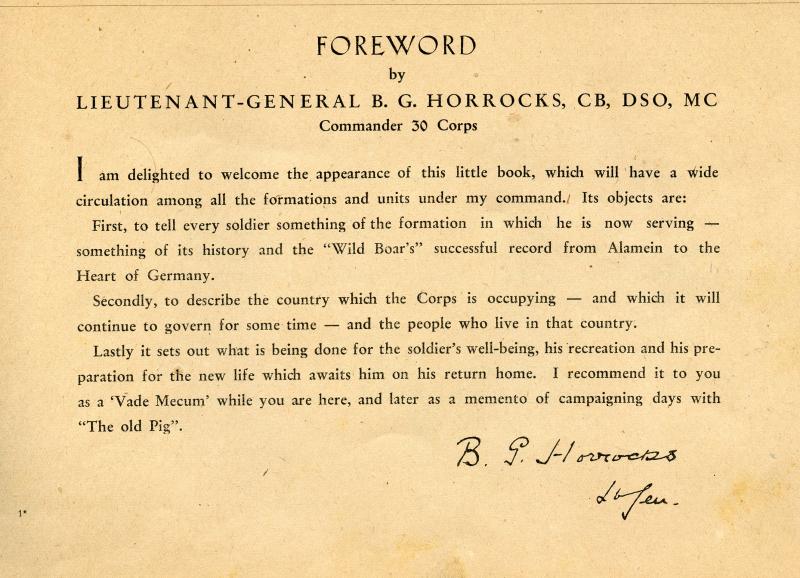 FOREWORD
by
LIEUTENANT-GENERAL B. G. HORROCKS, CB, DSO, MC
Commander 30 Corps
I am delighted to welcome the appearance of this little book, which will have a wide
circulation among all the formations and units under my command. Its objects are:
First, to tell every soldier something of the formation in which he is now serving —
something of its history and the “Wild Boar's” successful record from Alamein to the
Heart of Germany.
Secondly, to describe the country which the Corps is occupying — and which it will
continue to govern for some time — and the people who live in that country.
Lastly it sets out what is being done for the soldier's well-being, his recreation and his pre-
paration for the new life which awaits him on his return home. I recommend it to you
as a ‘Vade Mecum’ while you are here, and later as a memento of campaigning days with
“The old Pig”.
B. G. Horrocks
Lt Gen.
1*